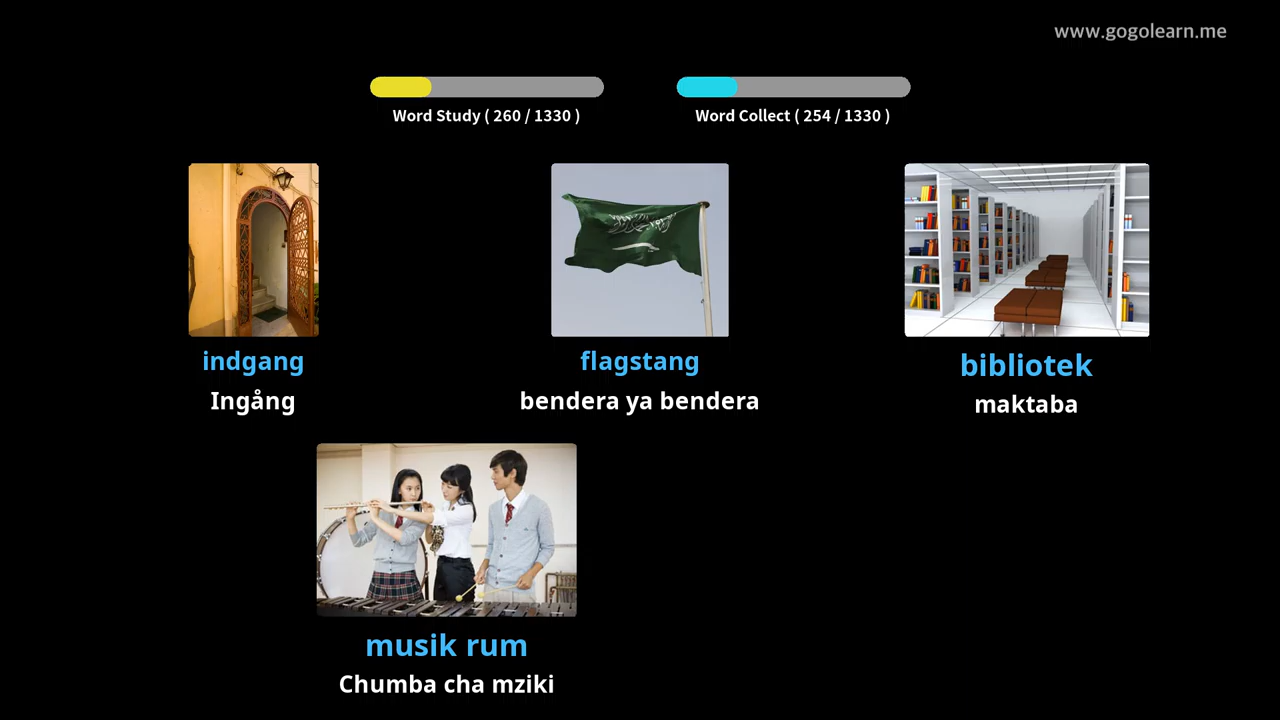 www.gogolearn.me
Word Study ( 260 / 1330 )
Word Collect ( 254 / 1330 )
indgang
Ingång
flagstang
bendera ya bendera
bibliotek
maktaba
musik rum
Chumba cha mziki